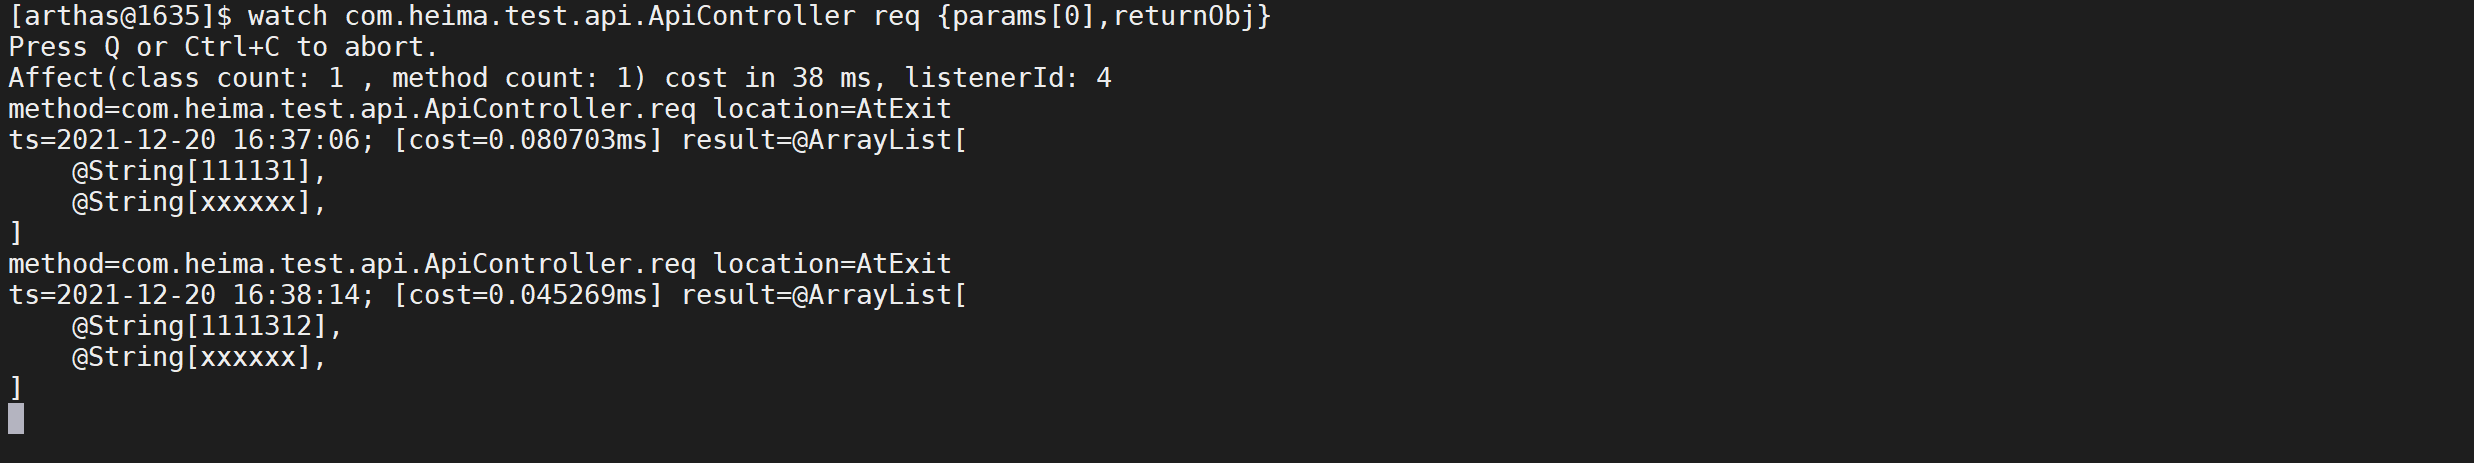 [arthas@1635]$ watch com.heima.test.api.ApiController req {params[0],returnObj}
Press Q or Ctrl+C to abort.
Affect(class count: 1 , method count: 1) cost in 38 ms, listenerId: 4
method=com.heima.test.api.ApiController.req location=AtExit
ts=2021-12-20 16:37:06; [cost=0.080703ms] result=@ArrayList[
    @String[111131],
    @String[xxxxxx],
]
method=com.heima.test.api.ApiController.req location=AtExit
ts=2021-12-20 16:38:14; [cost=0.045269ms] result=@ArrayList[
    @String[1111312],
    @String[xxxxxx],
]